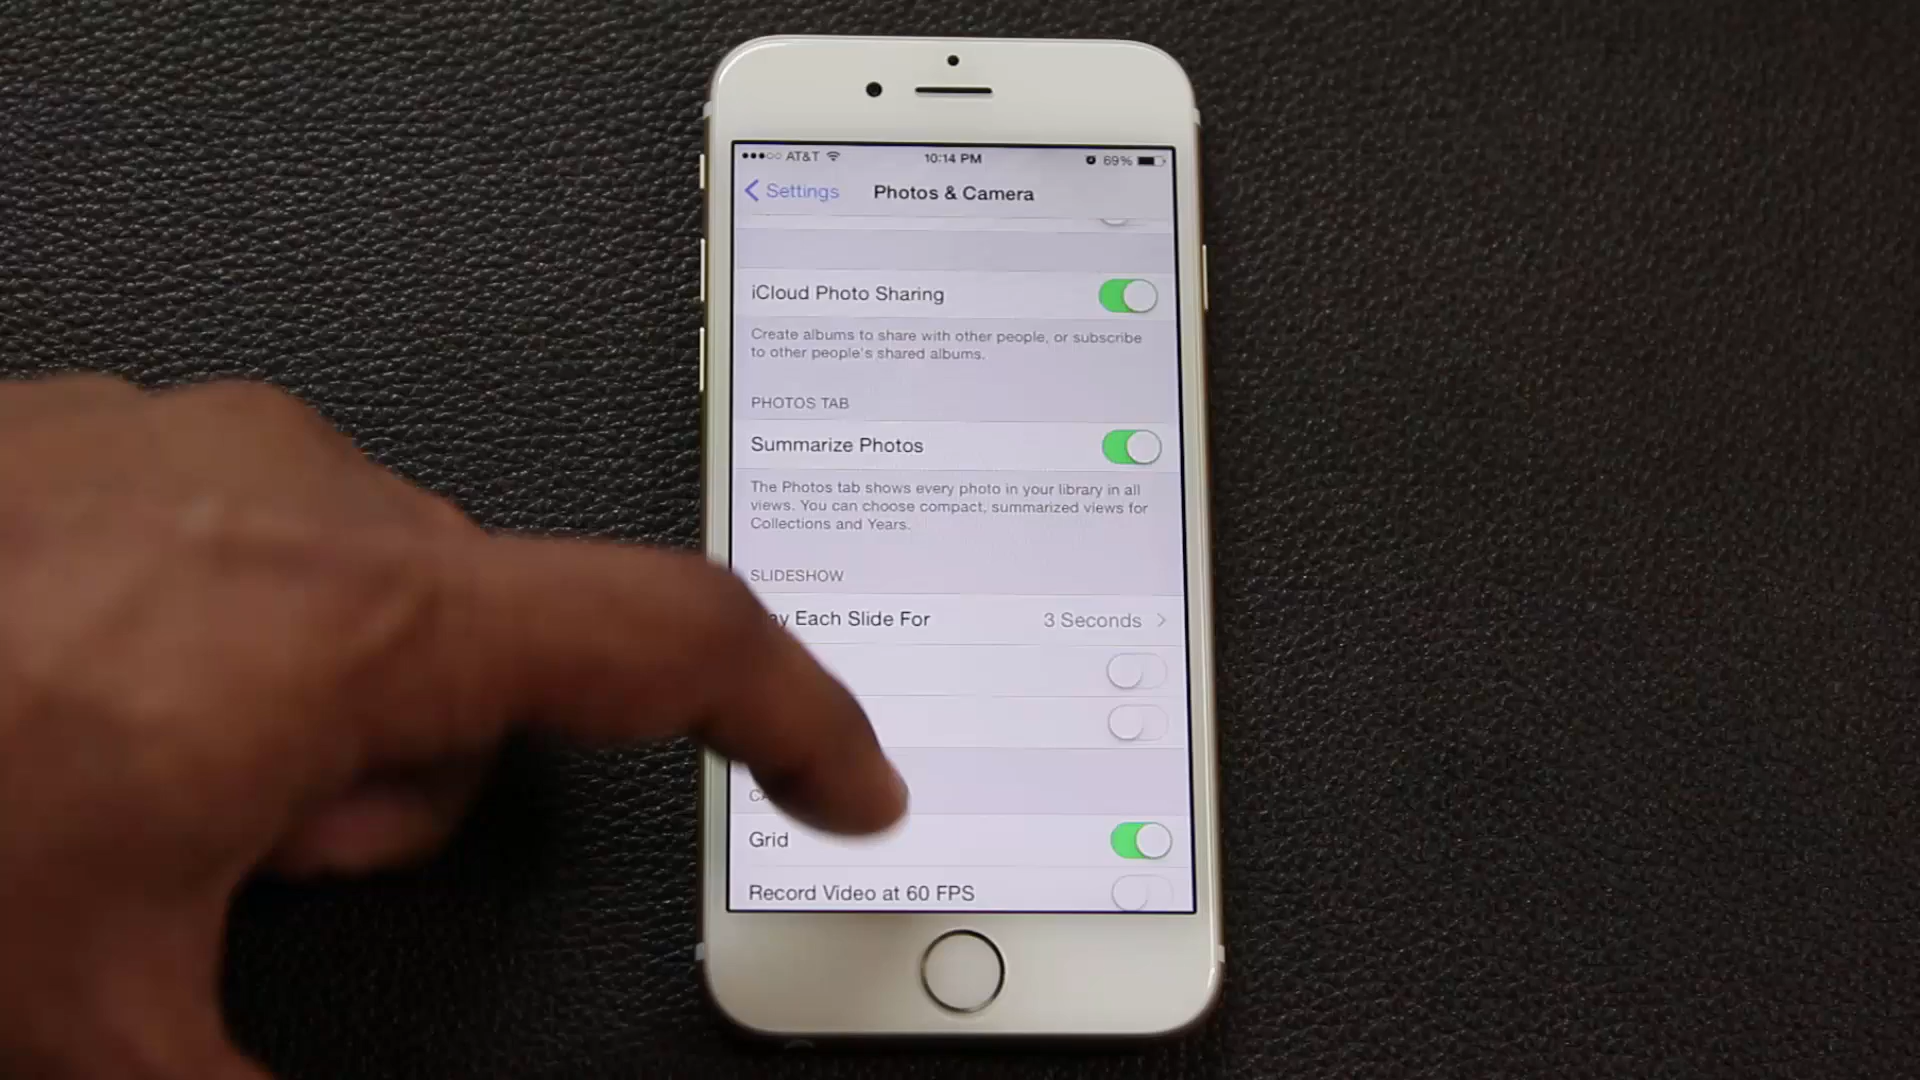 AT&T 10:14 PM 69%
Settings Photos & Camera
iCloud Photo Sharing
Create albums to share with other people, or subscribe
to other people's shared albums.
PHOTOS TAB
Summarize Photos
The Photos tab shows every photo in your library in all
views. You can choose compact, summarized views for
Collections and Years.
SLIDESHOW
Each Slide For 3 Seconds
Grid
Record Video at 60 FPS